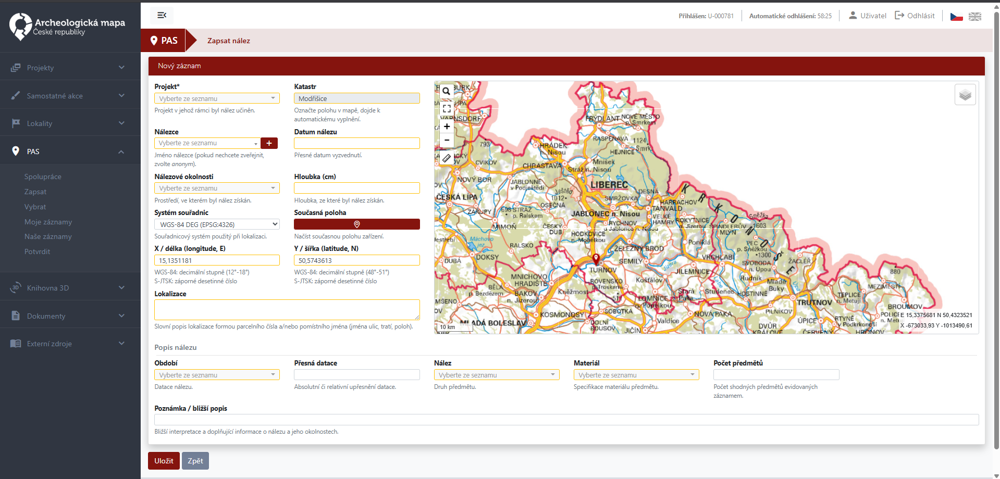 Archeologická mapa
České republiky
Přihlášen: U-000781
Automatické odhlášení: 58:25
Uživatel
Odhlásit
Projekty
Samostatné akce
Lokality
PAS
Spolupráce
Zapsat
Vybrat
Moje záznamy
Naše záznamy
Potvrdit
Knihovna 3D
Dokumenty
Externí zdroje
PAS
Zapsat nález
Nový záznam
Projekt*
Vyberte ze seznamu
Projekt v jehož rámci byl nález učiněn.
Katastr
Modřišice
Označte polohu v mapě, dojde k
automatickému vyplnění.
Nálezce
Vyberte ze seznamu
+
Jméno nálezce (pokud nechcete zveřejnit,
zvolte anonym).
Datum nálezu
Přesné datum vyzvednutí.
Nálezové okolnosti
Vyberte ze seznamu
Prostředí, ve kterém byl nález získán.
Hloubka (cm)
Hloubka, ze které byl nález získán.
Systém souřadnic
WGS-84 DEG (EPSG:4326)
Souřadnicový systém použitý při lokalizaci.
Současná poloha
Načíst současnou polohu zařízení.
X / délka (longitude, E)
15,1351181
WGS-84: decimální stupně (12°-18°)
S-JTSK: záporné desetinné číslo
Y / šířka (latitude, N)
50,5743613
WGS-84: decimální stupně (48°-51°)
S-JTSK: záporné desetinné číslo
Lokalizace
Slovní popis lokalizace formou parcelního čísla a/nebo pomístního jména (jména ulic, tratí, poloh).
+
−
VARNSDORF
FRÝDLANT
NOVÉ MĚSTO
p. Smrkem
RASPENAVA
1124
Smrk
793
HRÁDEK
n. Nisou
HEJNICE
CVIKOV
CHRASTAVA
Mníšek
Stráž n. Nisou
NOVÝ BOR
JABLONNÉ
v Podještědí
LIBEREC
DESNÁ
Ještěd
1012
ČESKÁ LÍPA
OSEČNÁ
SMRŽOVKA
HARRACHOV
TANVALD
ZÁKUPY
698
STRÁŽ
p. Ralskem
JABLONEC n. Nisou
VELKÉ
HAMRY
ROKYTNICE
n. Jizerou
KRKONOŠE
Sněžka
1603
MIMOŇ
ČESKÝ
DUB
RYCHNOV
u Jablonce n. Nisou
ŠPINDLERŮV
MLÝN
HODKOVICE
n. Mohelkou
PEC
p. Sněžkou
Máchovo
jez.
RALSKO
ŽELEZNÝ BROD
Poniklá
1300
DUBÁ
DOKSY
SEMILY
VRCHLABÍ
SVOBODA
n. Úpou
ŽACLÉŘ
TURNOV
Jizera
JILEMNICE
MNICHOVO
HRADIŠTĚ
ROVENSKO
p. Troskami
Košťálov
Labe
Rudník
Mladé
Buky
Úpa
880
MEZIMĚSTÍ
BĚLÁ
p. Bezdězem
BAKOV
n. Jizerou
Kněžmost
511
LOMNICE
n. Popelkou
Stará
Paka
Studenec
HOSTINNÉ
TRUTNOV
TEPLICE
n. Metují
BROUMOV
KOSMONOSY
SOBOTKA
NOVÁ PAKA
PILNÍKOV
MLADÁ BOLESLAV
DOLNÍ
BOUSOV
JIČÍN
Valdice
DVŮR
KRÁLOVÉ
ÚPICE
RTYNĚ
v Podkrkonoší
ČERVENÝ
HRONOV
10 km
E 15,3375681 N 50,4323521
X -673033,93 Y -1013490,61
Popis nálezu
Období
Vyberte ze seznamu
Datace nálezu.
Přesná datace
Absolutní či relativní upřesnění datace.
Nález
Vyberte ze seznamu
Druh předmětu.
Materiál
Vyberte ze seznamu
Specifikace materiálu předmětu.
Počet předmětů
Počet shodných předmětů evidovaných
záznamem.
Poznámka / bližší popis
Bližší interpretace a doplňující informace o nálezu a jeho okolnostech.
Uložit
Zpět